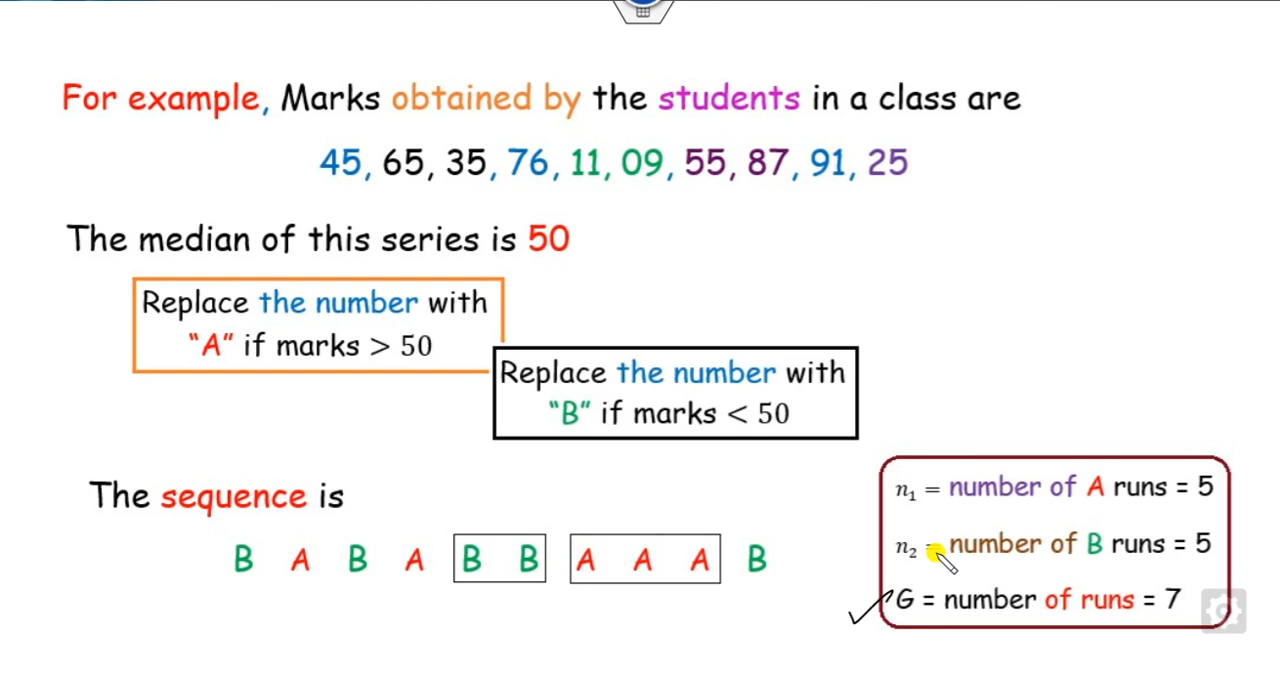 For example, Marks obtained by the students in a class are
45, 65, 35, 76, 11, 09, 55, 87, 91, 25
The median of this series is 50
Replace the number with
“A” if marks > 50
Replace the number with
“B” if marks < 50
The sequence is
B A B A B B A A A B
n₁ = number of A runs = 5
n₂ = number of B runs = 5
G = number of runs = 7